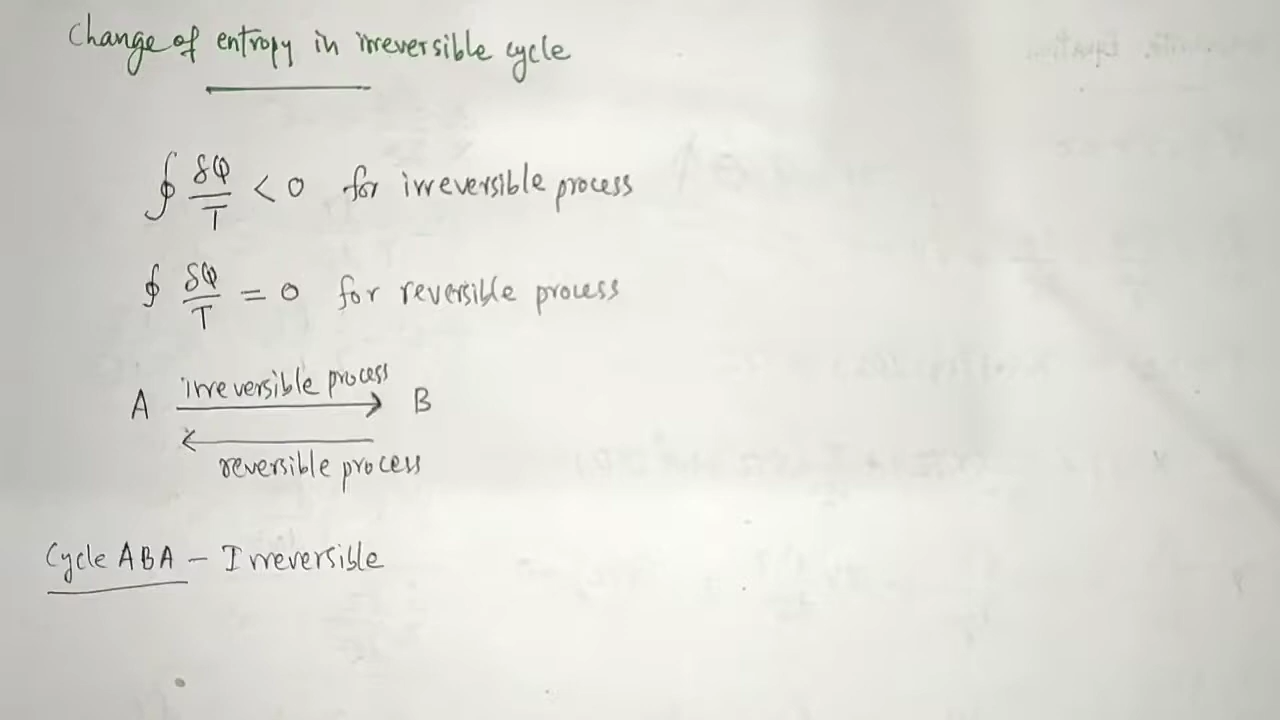 Change of entropy in irreversible cycle
∮ δQ/T < 0 for irreversible process
∮ δQ/T = 0 for reversible process
irreversible process
A → B
←
reversible process
Cycle ABA - Irreversible